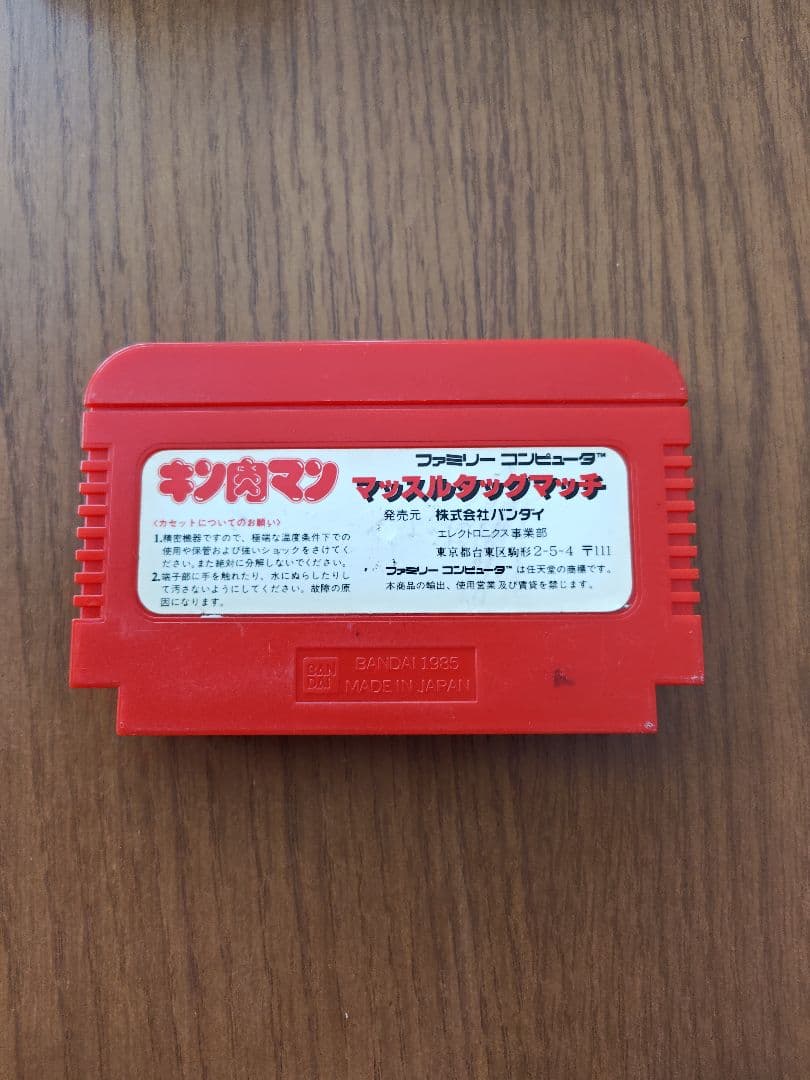 キン肉マン
ファミリー コンピュータ™
マッスルタッグマッチ
発売元 株式会社バンダイ
エレクトロニクス事業部
東京都台東区駒形2-5-4 〒111
ファミリー コンピュータ™ は任天堂の商標です。
本商品の輸出、使用営業及び賃貸を禁じます。
〈カセットについてのお願い〉
1.精密機器ですので、極端な温度条件下での
使用や保管および強いショックをさけてく
ださい。また絶対に分解しないでください。
2.端子部に手を触れたり、水にぬらしたりし
て汚さないようにしてください。故障の原
因になります。
BAN
DAI
BANDAI 1985
MADE IN JAPAN